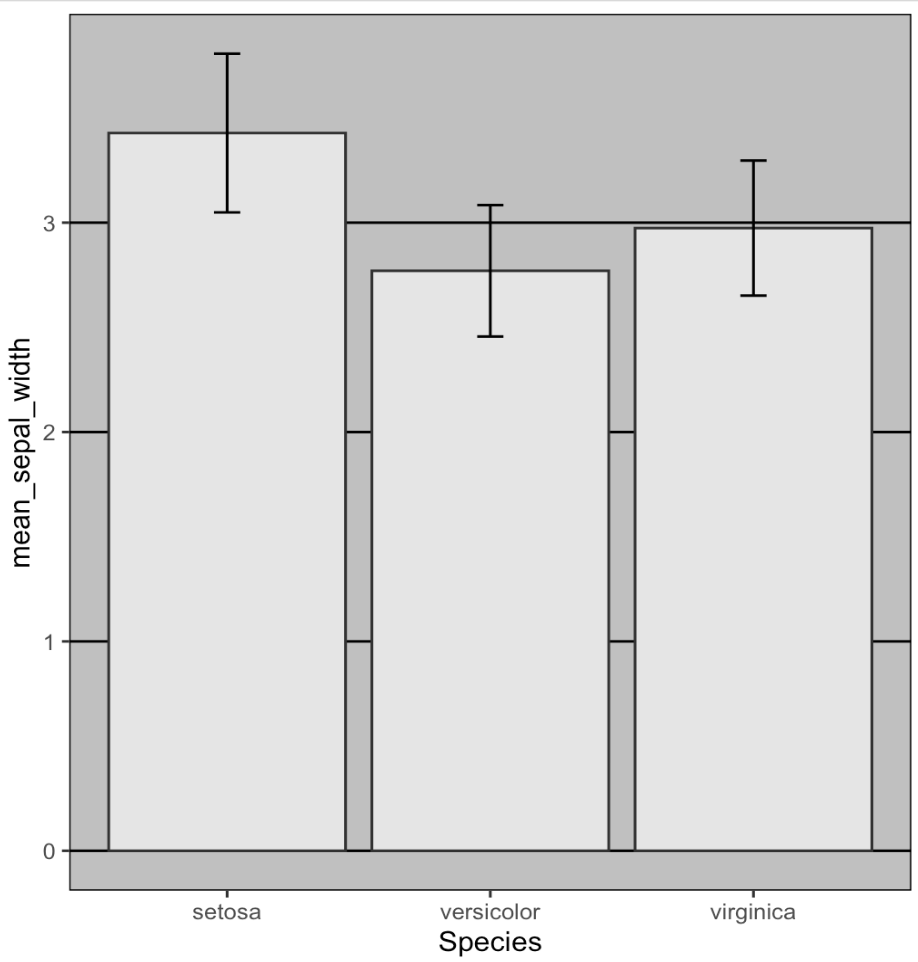 mean_sepal_width
3
2
1
0
setosa
versicolor
virginica
Species